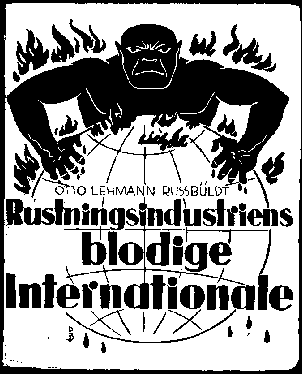 OTTO LEHMANN RUSSBÜLDT
Rustningsindustriens
blodige
Internationale